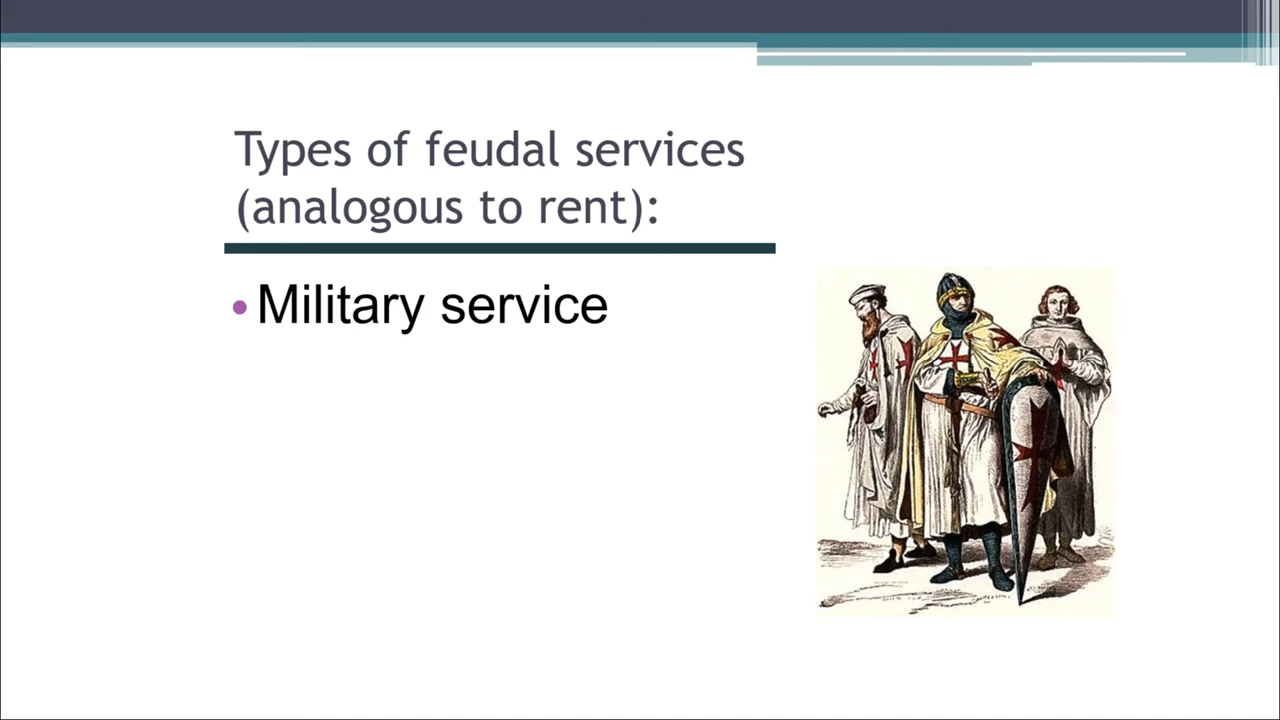 Types of feudal services
(analogous to rent):
•Military service